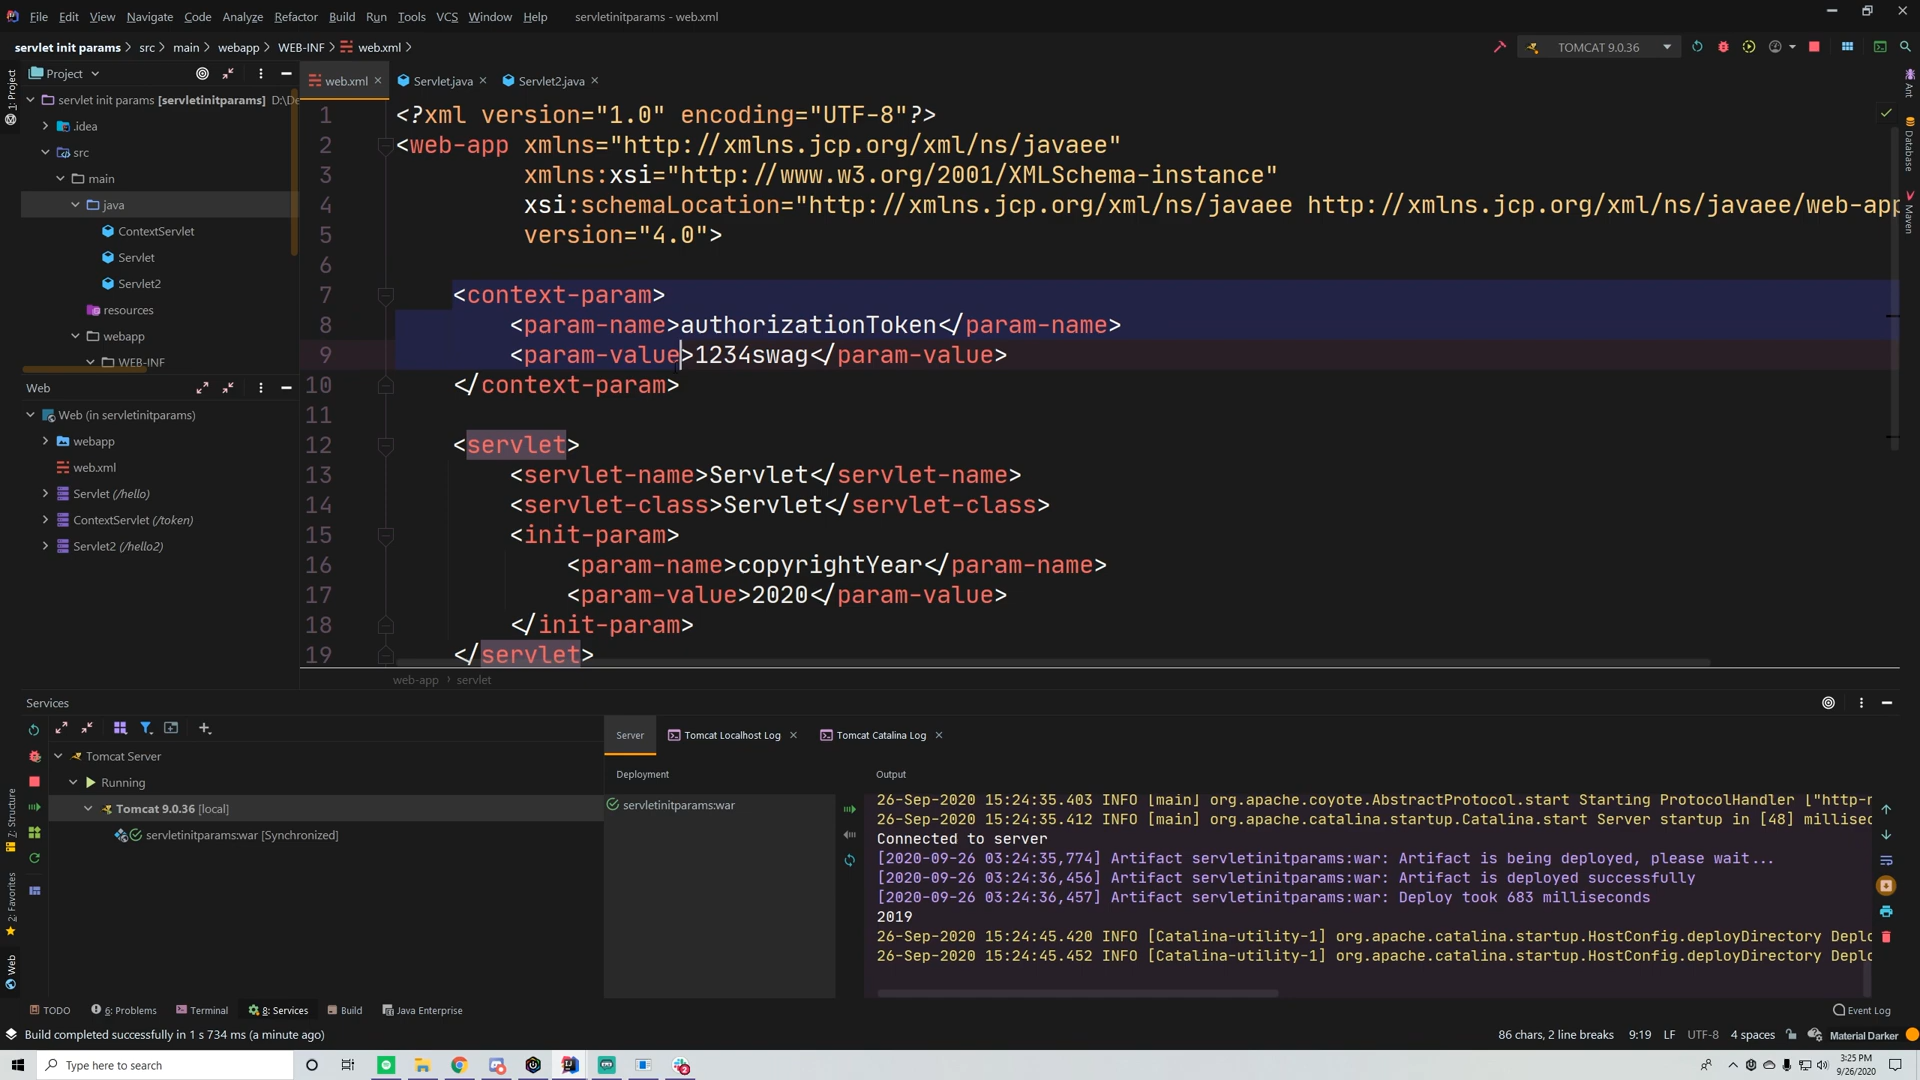 File Edit View Navigate Code Analyze Refactor Build Run Tools VCS Window Help servletinitparams - web.xml
servlet init params > src > main > webapp > WEB-INF > web.xml > TOMCAT 9.0.36
1: Project
Project
web.xml Servlet.java Servlet2.java
servlet init params [servletinitparams] D:\De
.idea
src
main
java
ContextServlet
Servlet
Servlet2
resources
webapp
WEB-INF
1 <?xml version="1.0" encoding="UTF-8"?>
2 <web-app xmlns="http://xmlns.jcp.org/xml/ns/javaee"
3 xmlns:xsi="http://www.w3.org/2001/XMLSchema-instance"
4 xsi:schemaLocation="http://xmlns.jcp.org/xml/ns/javaee http://xmlns.jcp.org/xml/ns/javaee/web-app
5 version="4.0">
6
7 <context-param>
8 <param-name>authorizationToken</param-name>
9 <param-value>1234swag</param-value>
10 </context-param>
11
12 <servlet>
13 <servlet-name>Servlet</servlet-name>
14 <servlet-class>Servlet</servlet-class>
15 <init-param>
16 <param-name>copyrightYear</param-name>
17 <param-value>2020</param-value>
18 </init-param>
19 </servlet>
web-app > servlet
Ant
Database
Maven
Web
Web (in servletinitparams)
webapp
web.xml
Servlet (/hello)
ContextServlet (/token)
Servlet2 (/hello2)
Services
Tomcat Server
Running
Tomcat 9.0.36 [local]
servletinitparams:war [Synchronized]
Server Tomcat Localhost Log Tomcat Catalina Log
Deployment
servletinitparams:war
Output
26-Sep-2020 15:24:35.403 INFO [main] org.apache.coyote.AbstractProtocol.start Starting ProtocolHandler ["http-n
26-Sep-2020 15:24:35.412 INFO [main] org.apache.catalina.startup.Catalina.start Server startup in [48] millisec
Connected to server
[2020-09-26 03:24:35,774] Artifact servletinitparams:war: Artifact is being deployed, please wait...
[2020-09-26 03:24:36,456] Artifact servletinitparams:war: Artifact is deployed successfully
[2020-09-26 03:24:36,457] Artifact servletinitparams:war: Deploy took 683 milliseconds
2019
26-Sep-2020 15:24:45.420 INFO [Catalina-utility-1] org.apache.catalina.startup.HostConfig.deployDirectory Deplo
26-Sep-2020 15:24:45.452 INFO [Catalina-utility-1] org.apache.catalina.startup.HostConfig.deployDirectory Deplo
7: Structure
2: Favorites
Web
TODO 6: Problems Terminal 8: Services Build Java Enterprise Event Log
Build completed successfully in 1 s 734 ms (a minute ago) 86 chars, 2 line breaks 9:19 LF UTF-8 4 spaces Material Darker
Type here to search
3:25 PM
9/26/2020